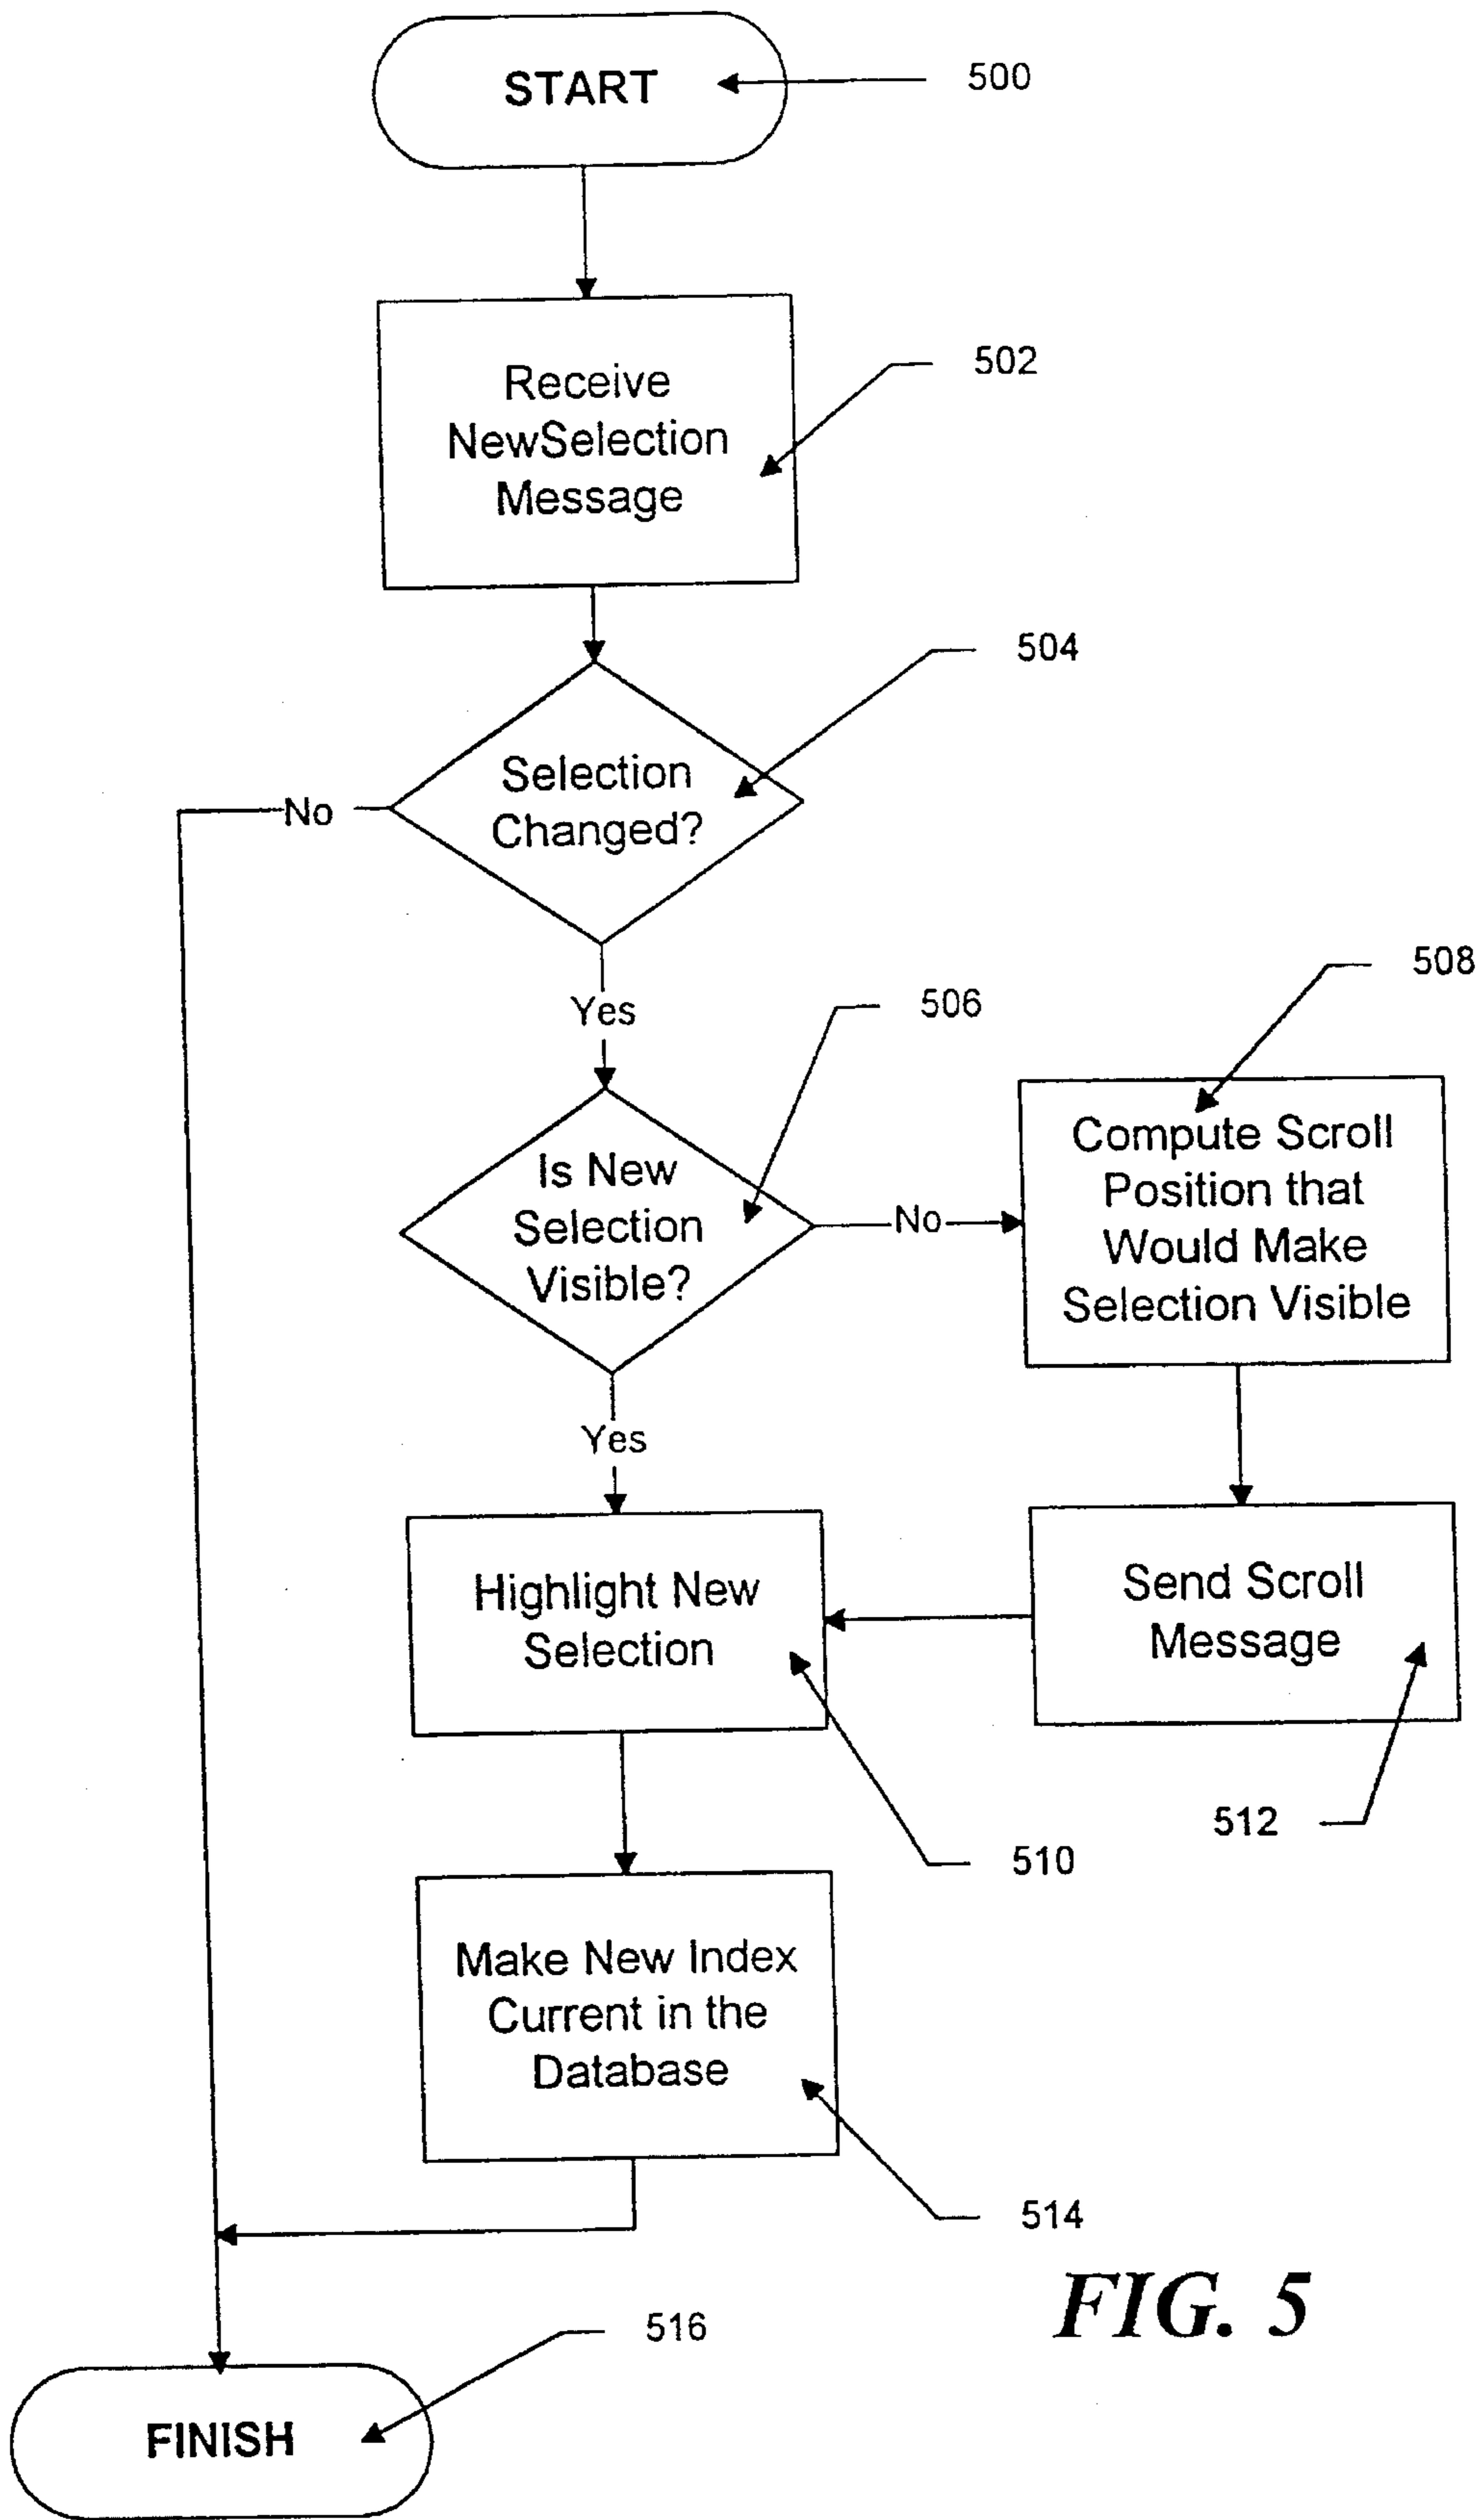 START
500
Receive
NewSelection
Message
502
504
Selection
Changed?
No
Yes
506
508
Is New
Selection
Visible?
No
Compute Scroll
Position that
Would Make
Selection Visible
Yes
Highlight New
Selection
Send Scroll
Message
512
510
Make New Index
Current in the
Database
514
FIG. 5
516
FINISH